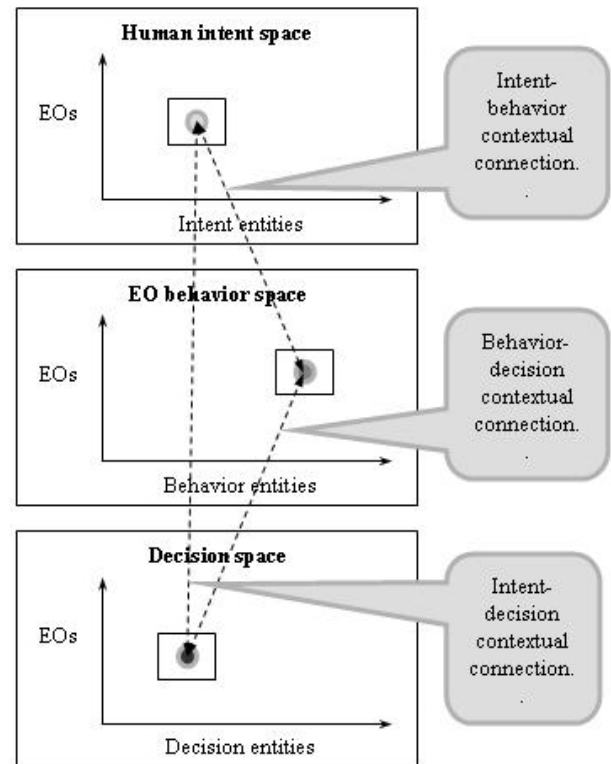 Human intent space
EOs
Intent entities
Intent-
behavior
contextual
connection.
.
EO behavior space
EOs
Behavior entities
Behavior-
decision
contextual
connection.
.
Decision space
EOs
Decision entities
Intent-
decision
contextual
connection.
.